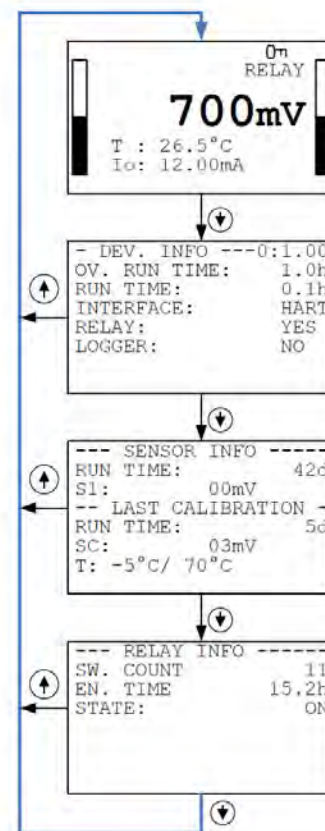 RELAY
700mV
T : 26.5°C
Io: 12.00mA
- DEV. INFO ---0:1.00
OV. RUN TIME: 1.0h
RUN TIME: 0.1h
INTERFACE: HART
RELAY: YES
LOGGER: NO
--- SENSOR INFO -----
RUN TIME: 42d
S1: 00mV
-- LAST CALIBRATION -
RUN TIME: 5d
SC: 03mV
T: -5°C/ 70°C
--- RELAY INFO ------
SW. COUNT 11
EN. TIME 15.2h
STATE: ON